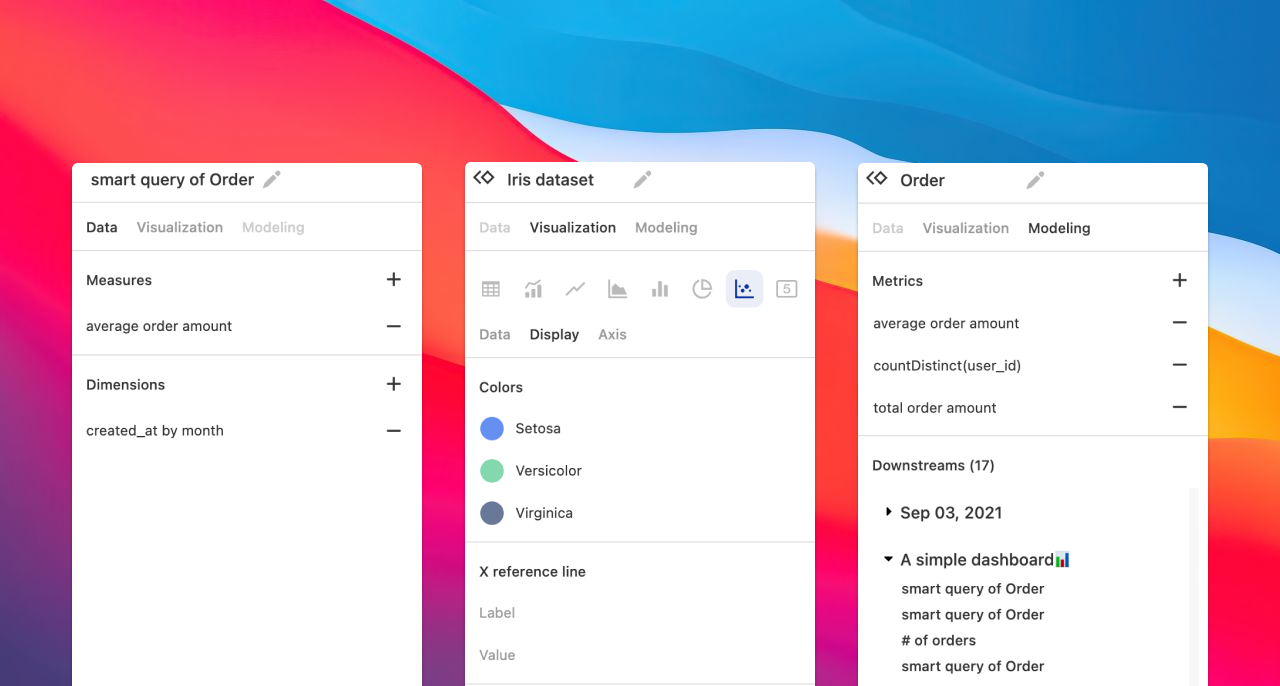 smart query of Order
Data Visualization Modeling
Measures
average order amount
Dimensions
created_at by month
Iris dataset
Data Visualization Modeling
5
Data Display Axis
Colors
Setosa
Versicolor
Virginica
X reference line
Label
Value
Order
Data Visualization Modeling
Metrics
average order amount
countDistinct(user_id)
total order amount
Downstreams (17)
Sep 03, 2021
A simple dashboard📊
smart query of Order
smart query of Order
# of orders
smart query of Order